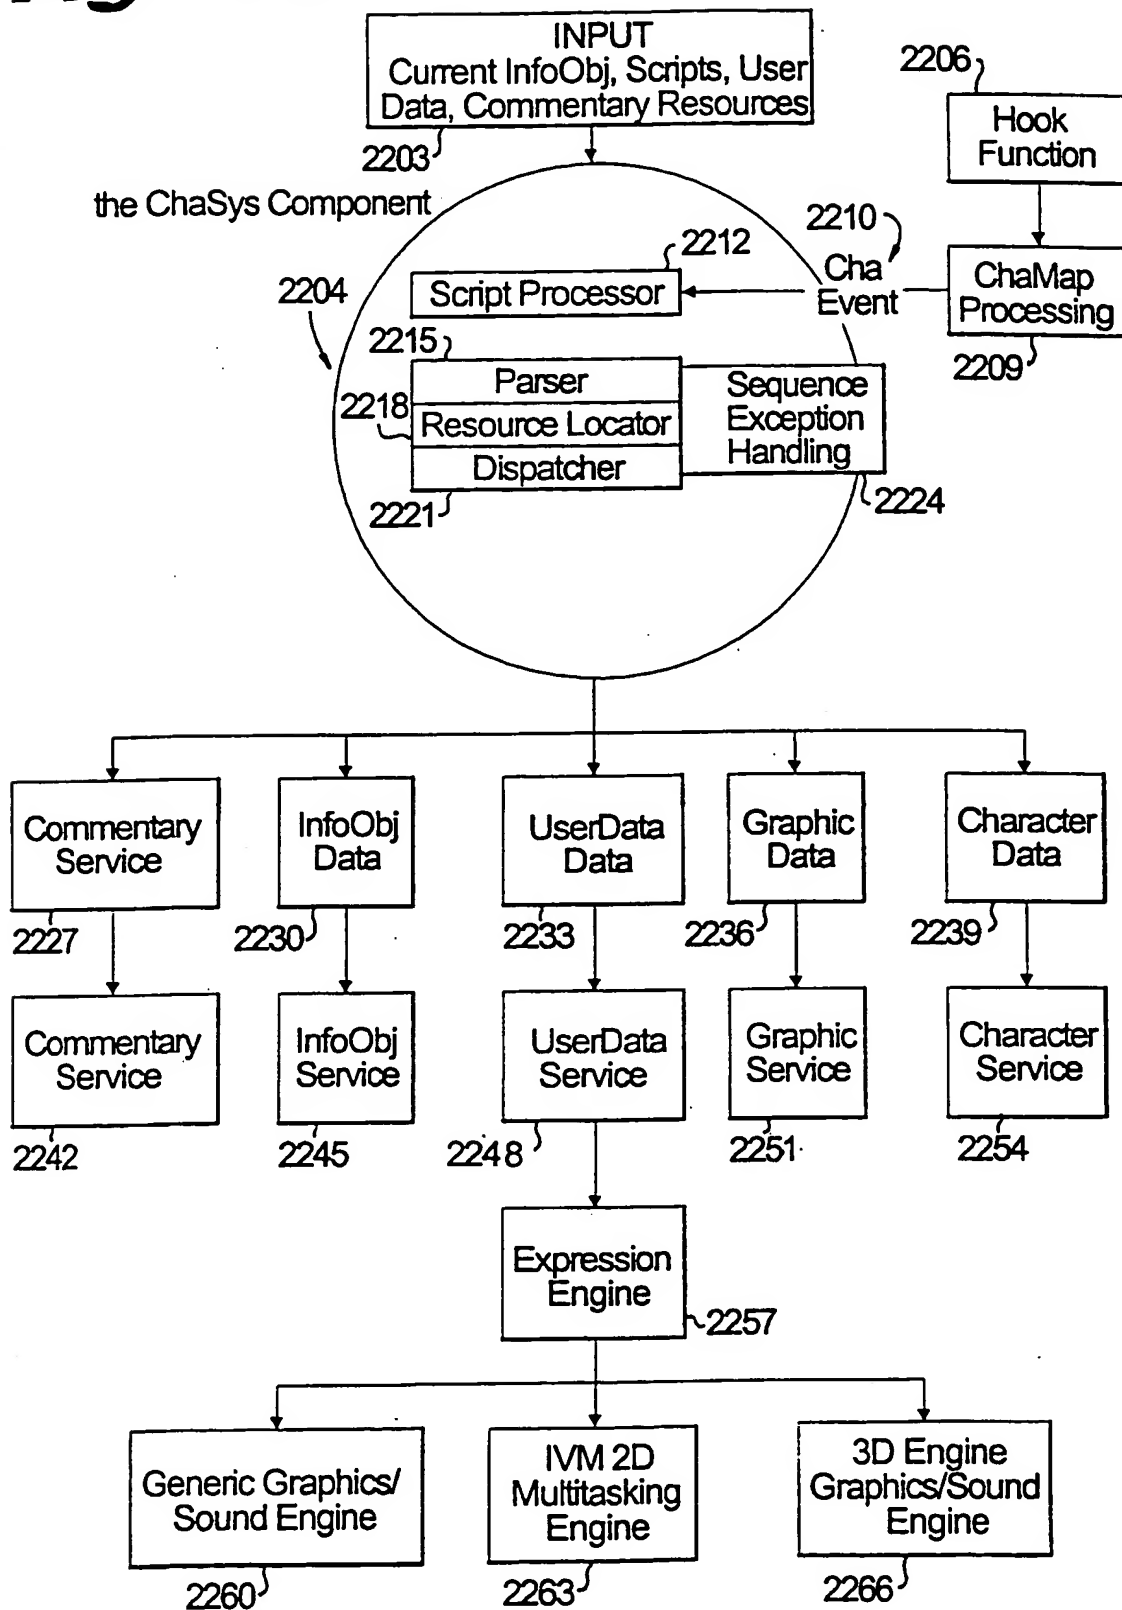 INPUT
Current InfoObj, Scripts, User
Data, Commentary Resources
2203
2206
Hook
Function
the ChaSys Component
2210
2212
Cha
Event
ChaMap
Processing
2209
2204
Script Processor
2215
Parser
2218
Resource Locator
Dispatcher
2221
Sequence
Exception
Handling
2224
Commentary
Service
2227
InfoObj
Data
2230
UserData
Data
2233
Graphic
Data
2236
Character
Data
2239
Commentary
Service
2242
InfoObj
Service
2245
UserData
Service
2248
Graphic
Service
2251
Character
Service
2254
Expression
Engine
2257
Generic Graphics/
Sound Engine
2260
IVM 2D
Multitasking
Engine
2263
3D Engine
Graphics/Sound
Engine
2266